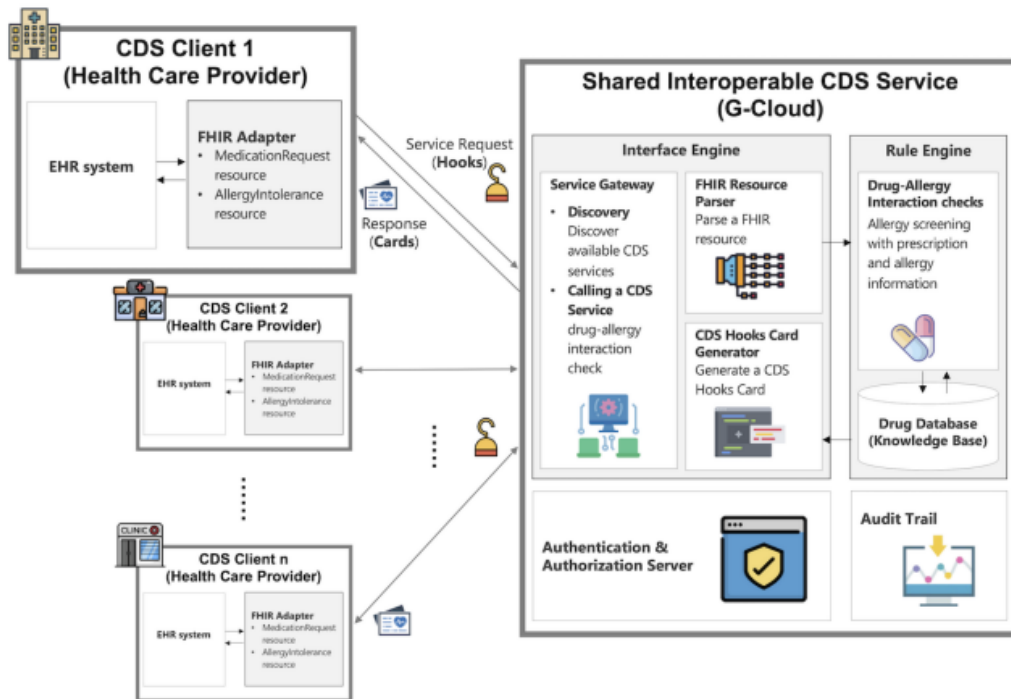 CDS Client 1
(Health Care Provider)
EHR system
FHIR Adapter
• MedicationRequest
resource
• AllergyIntolerance
resource
Service Request
(Hooks)
Response
(Cards)
CDS Client 2
(Health Care Provider)
EHR system
FHIR Adapter
• MedicationRequest
resource
• AllergyIntolerance
resource
CLINIC
CDS Client n
(Health Care Provider)
EHR system
FHIR Adapter
• MedicationRequest
resource
• AllergyIntolerance
resource
Shared Interoperable CDS Service
(G-Cloud)
Interface Engine
Service Gateway
• Discovery
Discover
available CDS
services
• Calling a CDS
Service
drug-allergy
interaction
check
FHIR Resource
Parser
Parse a FHIR
resource
CDS Hooks Card
Generator
Generate a CDS
Hooks Card
Rule Engine
Drug-Allergy
Interaction checks
Allergy screening
with prescription
and allergy
information
Drug Database
(Knowledge Base)
Authentication &
Authorization Server
Audit Trail